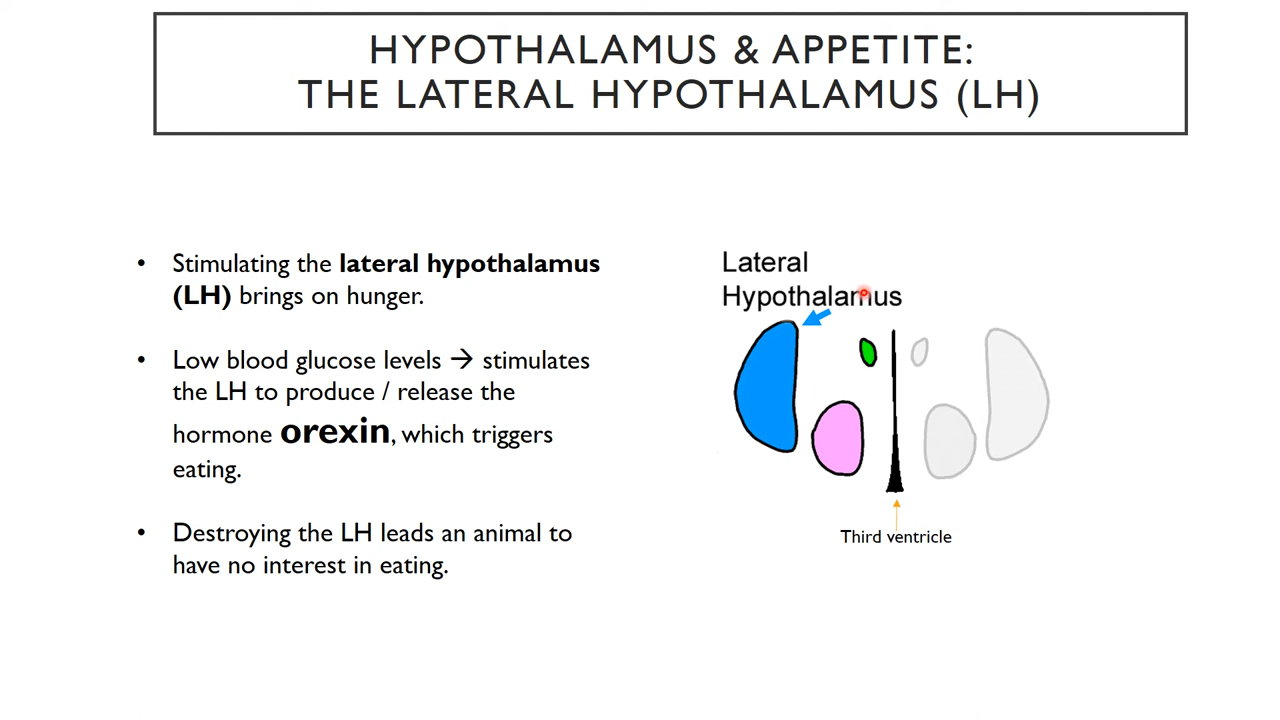 HYPOTHALAMUS & APPETITE:
THE LATERAL HYPOTHALAMUS (LH)
• Stimulating the lateral hypothalamus
(LH) brings on hunger.
• Low blood glucose levels → stimulates
the LH to produce / release the
hormone orexin, which triggers
eating.
• Destroying the LH leads an animal to
have no interest in eating.
Lateral
Hypothalamus
Third ventricle